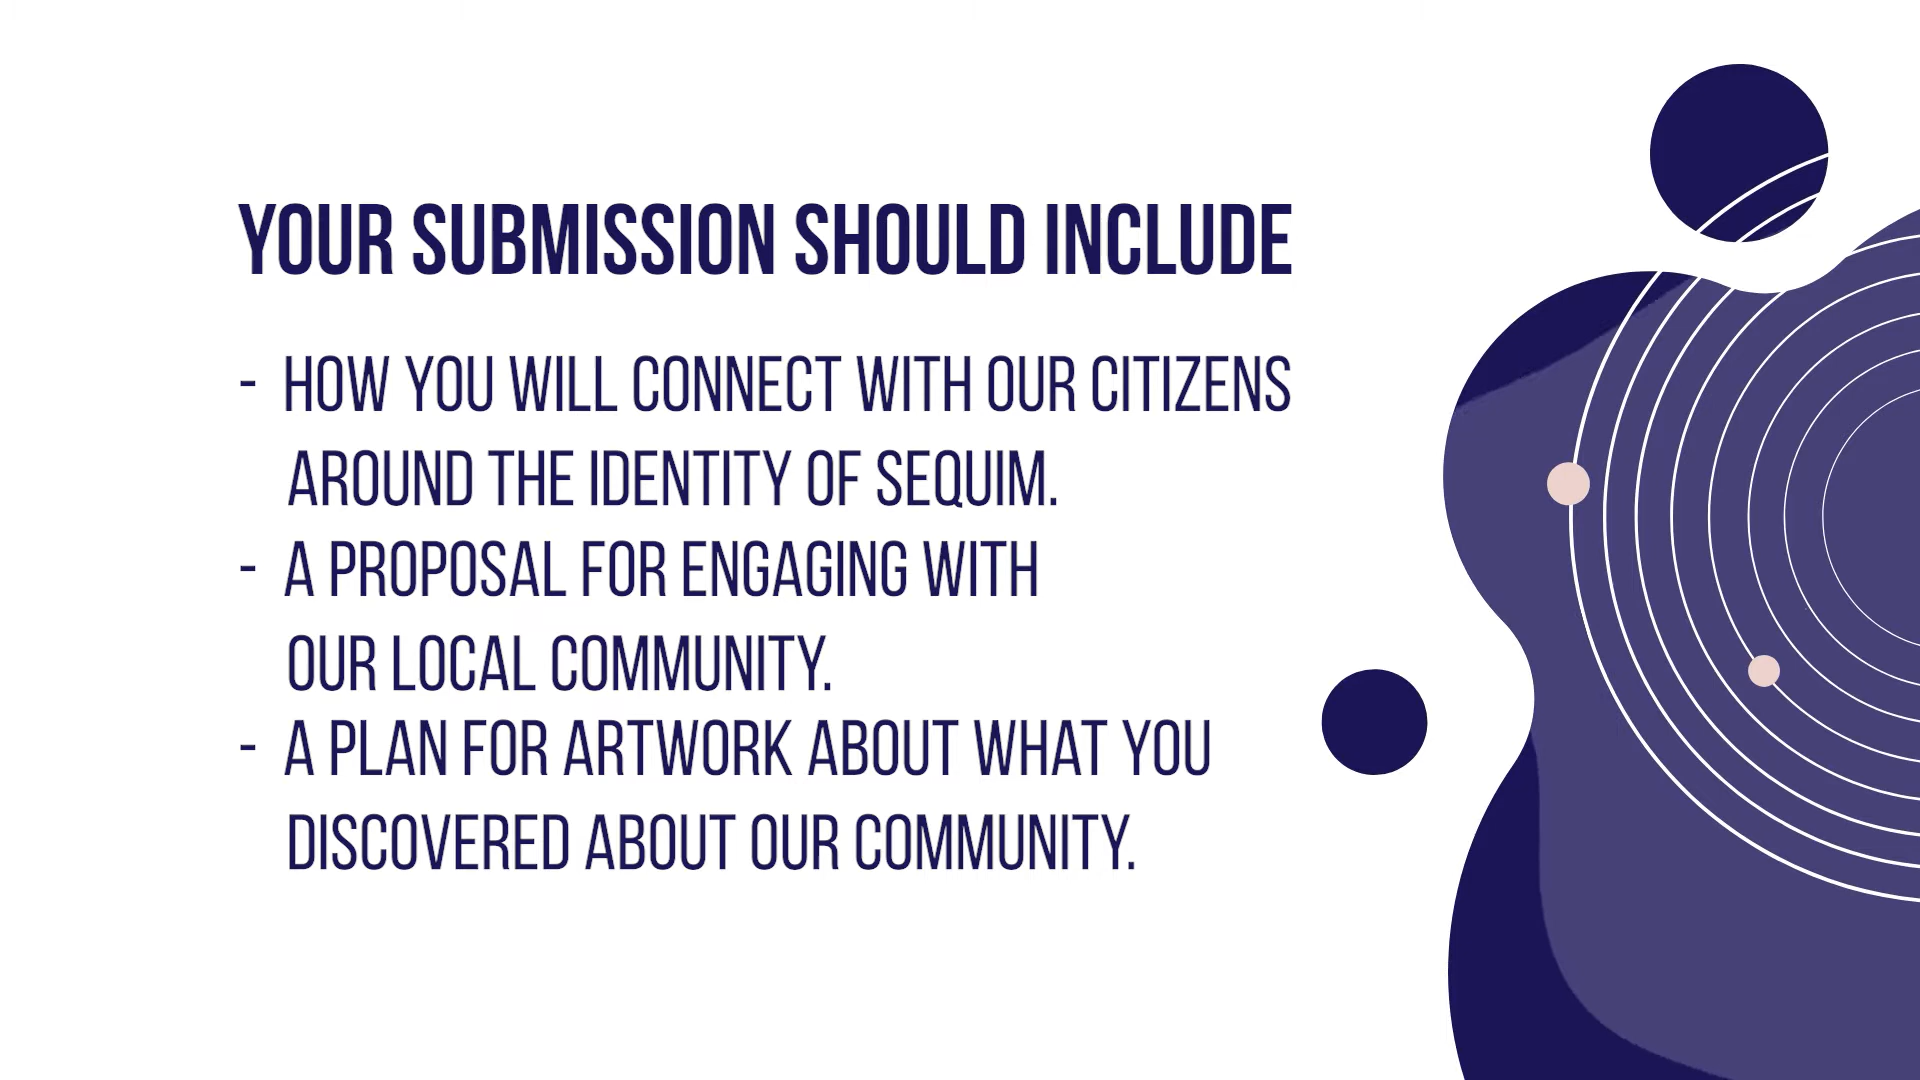 YOUR SUBMISSION SHOULD INCLUDE
- HOW YOU WILL CONNECT WITH OUR CITIZENS
AROUND THE IDENTITY OF SEQUIM.
- A PROPOSAL FOR ENGAGING WITH
OUR LOCAL COMMUNITY.
- A PLAN FOR ARTWORK ABOUT WHAT YOU
DISCOVERED ABOUT OUR COMMUNITY.